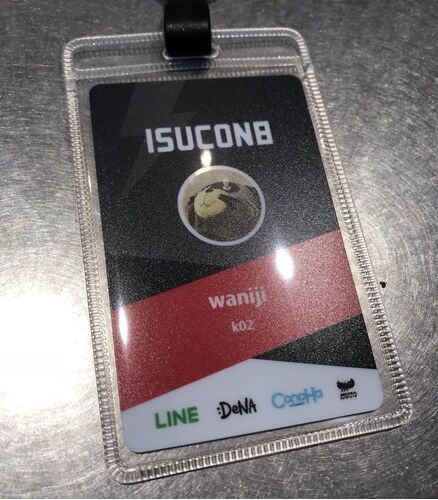 ISUCON8
waniji
k02
LINE :DeNA ConoHa